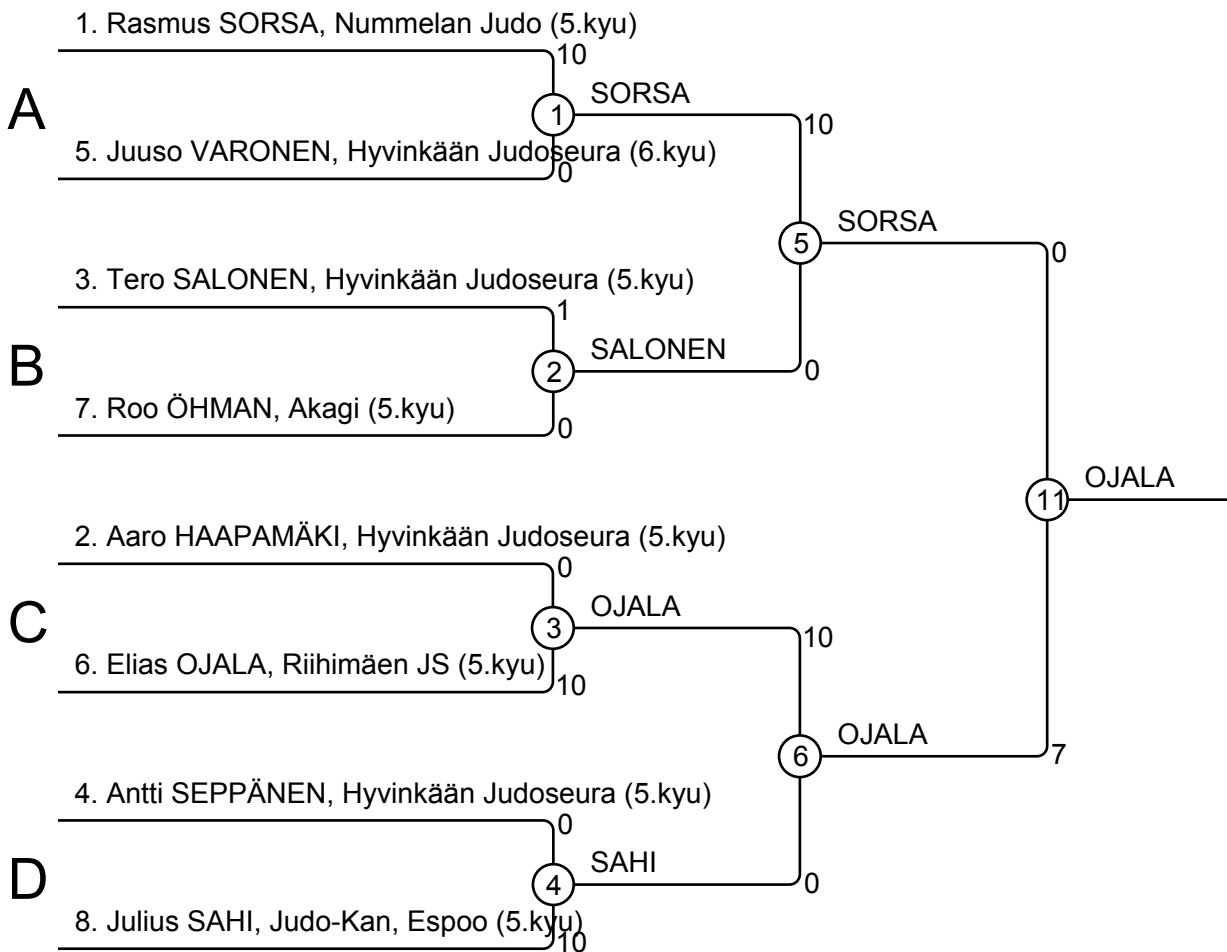 1. Rasmus SORSA, Nummelan Judo (5.kyu)
10
A
1
SORSA
10
5. Juuso VARONEN, Hyvinkään Judoseura (6.kyu)
0
5
SORSA
0
3. Tero SALONEN, Hyvinkään Judoseura (5.kyu)
1
B
2
SALONEN
0
7. Roo ÖHMAN, Akagi (5.kyu)
0
11
OJALA
2. Aaro HAAPAMÄKI, Hyvinkään Judoseura (5.kyu)
0
C
3
OJALA
10
6. Elias OJALA, Riihimäen JS (5.kyu)
10
6
OJALA
7
4. Antti SEPPÄNEN, Hyvinkään Judoseura (5.kyu)
0
D
4
SAHI
0
8. Julius SAHI, Judo-Kan, Espoo (5.kyu)
10